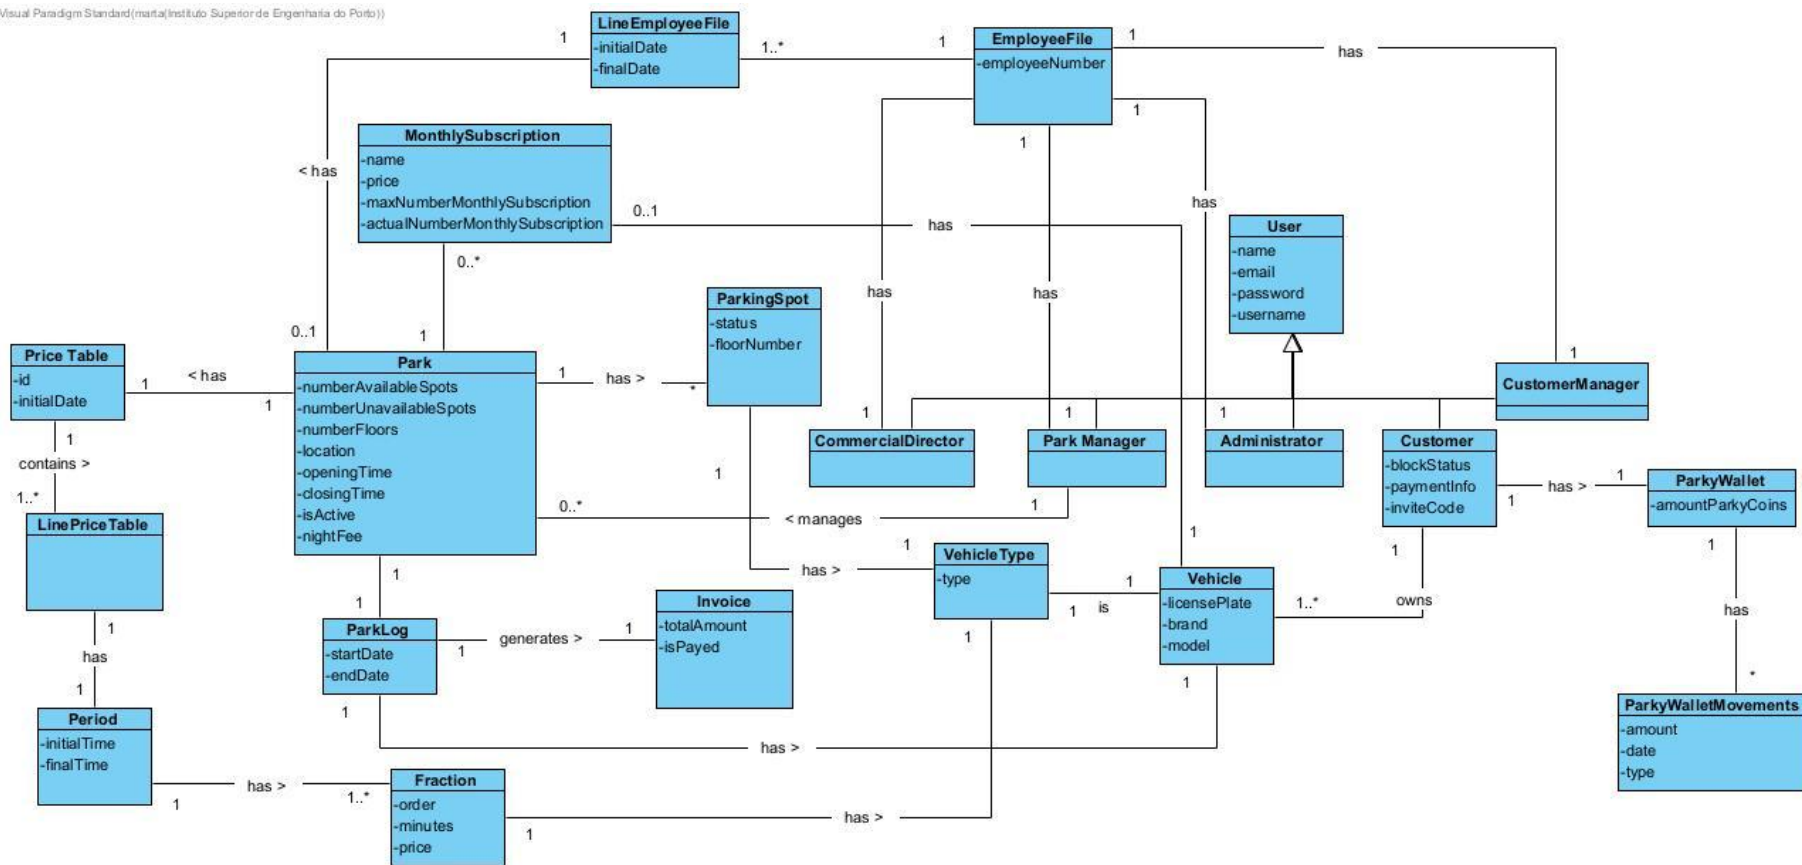 Visual Paradigm Standard(marta(Instituto Superior de Engenharia do Porto))
LineEmployeeFile
-initialDate
-finalDate
1
1..*
1
EmployeeFile
-employeeNumber
1
has
1
1
MonthlySubscription
-name
-price
-maxNumberMonthlySubscription
-actualNumberMonthlySubscription
< has
0..1
has
has
User
-name
-email
-password
-username
0..*
ParkingSpot
-status
-floorNumber
has
has
0..1
1
Price Table
-id
-initialDate
1
< has
1
Park
-numberAvailableSpots
-numberUnavailableSpots
-numberFloors
-location
-openingTime
-closingTime
-isActive
-nightFee
1
has >
*
1
CustomerManager
1
1
1
CommercialDirector
Park Manager
Administrator
Customer
-blockStatus
-paymentInfo
-inviteCode
1
has >
1
ParkyWallet
-amountParkyCoins
1
contains >
1..*
LinePriceTable
1
0..*
< manages
1
1
has >
1
VehicleType
-type
1
is
1
1
Vehicle
-licensePlate
-brand
-model
1..*
owns
1
1
has
*
1
1
ParkLog
-startDate
-endDate
1
generates >
1
Invoice
-totalAmount
-isPayed
1
has
1
1
1
1
has >
ParkyWalletMovements
-amount
-date
-type
Period
-initialTime
-finalTime
1
has >
1..*
Fraction
-order
-minutes
-price
1
has >